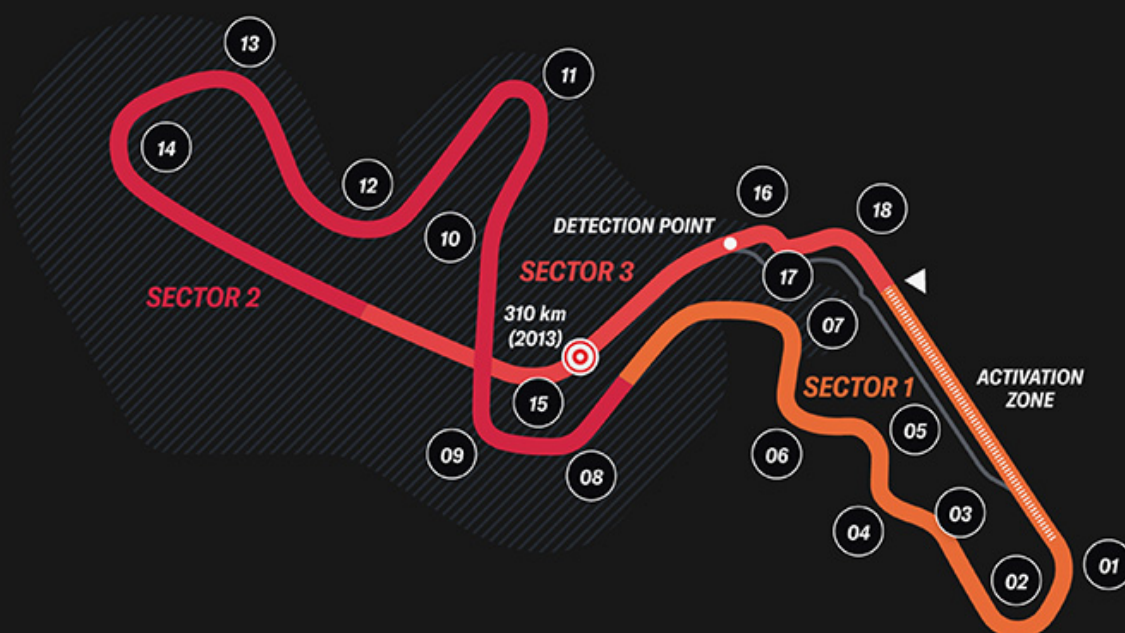 13
11
14
16
12
18
DETECTION POINT
10
SECTOR 3
17
SECTOR 2
310 km
(2013)
07
ACTIVATION
ZONE
SECTOR 1
15
05
09
06
08
03
04
01
02